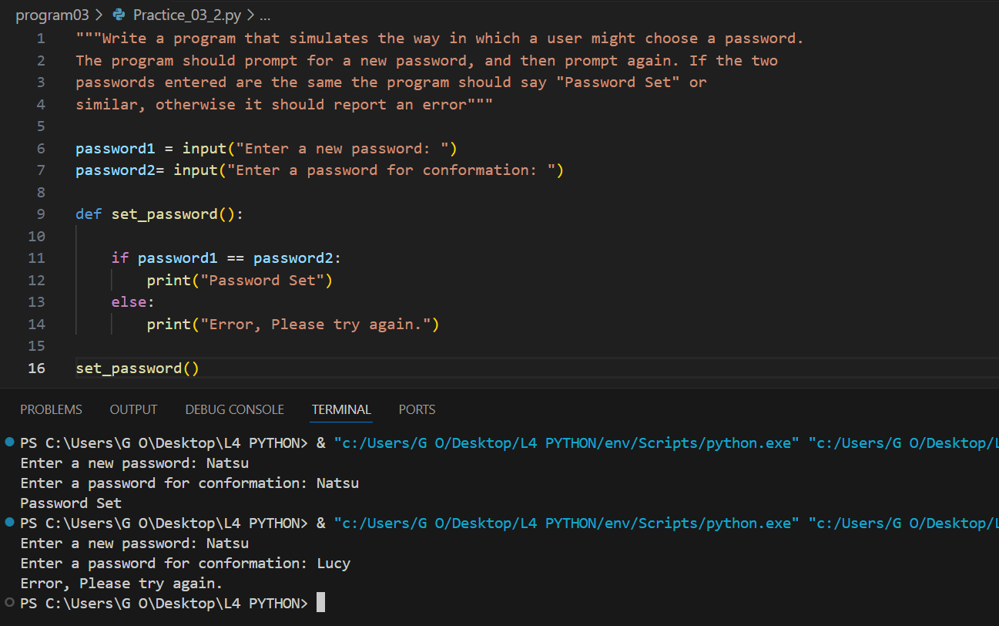 program03 > Practice_03_2.py > ...
1 """Write a program that simulates the way in which a user might choose a password.
2 The program should prompt for a new password, and then prompt again. If the two
3 passwords entered are the same the program should say "Password Set" or
4 similar, otherwise it should report an error"""
5
6 password1 = input("Enter a new password: ")
7 password2= input("Enter a password for conformation: ")
8
9 def set_password():
10
11     if password1 == password2:
12         print("Password Set")
13     else:
14         print("Error, Please try again.")
15
16 set_password()
PROBLEMS OUTPUT DEBUG CONSOLE TERMINAL PORTS
PS C:\Users\G O\Desktop\L4 PYTHON> & "c:/Users/G O/Desktop/L4 PYTHON/env/Scripts/python.exe" "c:/Users/G O/Desktop/L
Enter a new password: Natsu
Enter a password for conformation: Natsu
Password Set
PS C:\Users\G O\Desktop\L4 PYTHON> & "c:/Users/G O/Desktop/L4 PYTHON/env/Scripts/python.exe" "c:/Users/G O/Desktop/L
Enter a new password: Natsu
Enter a password for conformation: Lucy
Error, Please try again.
PS C:\Users\G O\Desktop\L4 PYTHON>